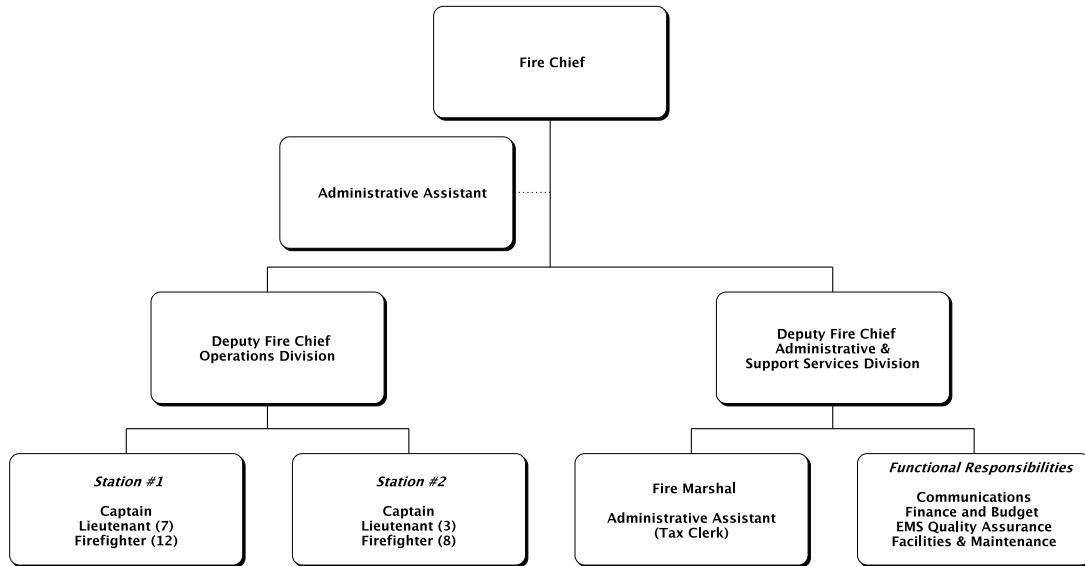 Fire Chief
Administrative Assistant
Deputy Fire Chief
Operations Division
Deputy Fire Chief
Administrative &
Support Services Division
Station #1
Captain
Lieutenant (7)
Firefighter (12)
Station #2
Captain
Lieutenant (3)
Firefighter (8)
Fire Marshal
Administrative Assistant
(Tax Clerk)
Functional Responsibilities
Communications
Finance and Budget
EMS Quality Assurance
Facilities & Maintenance